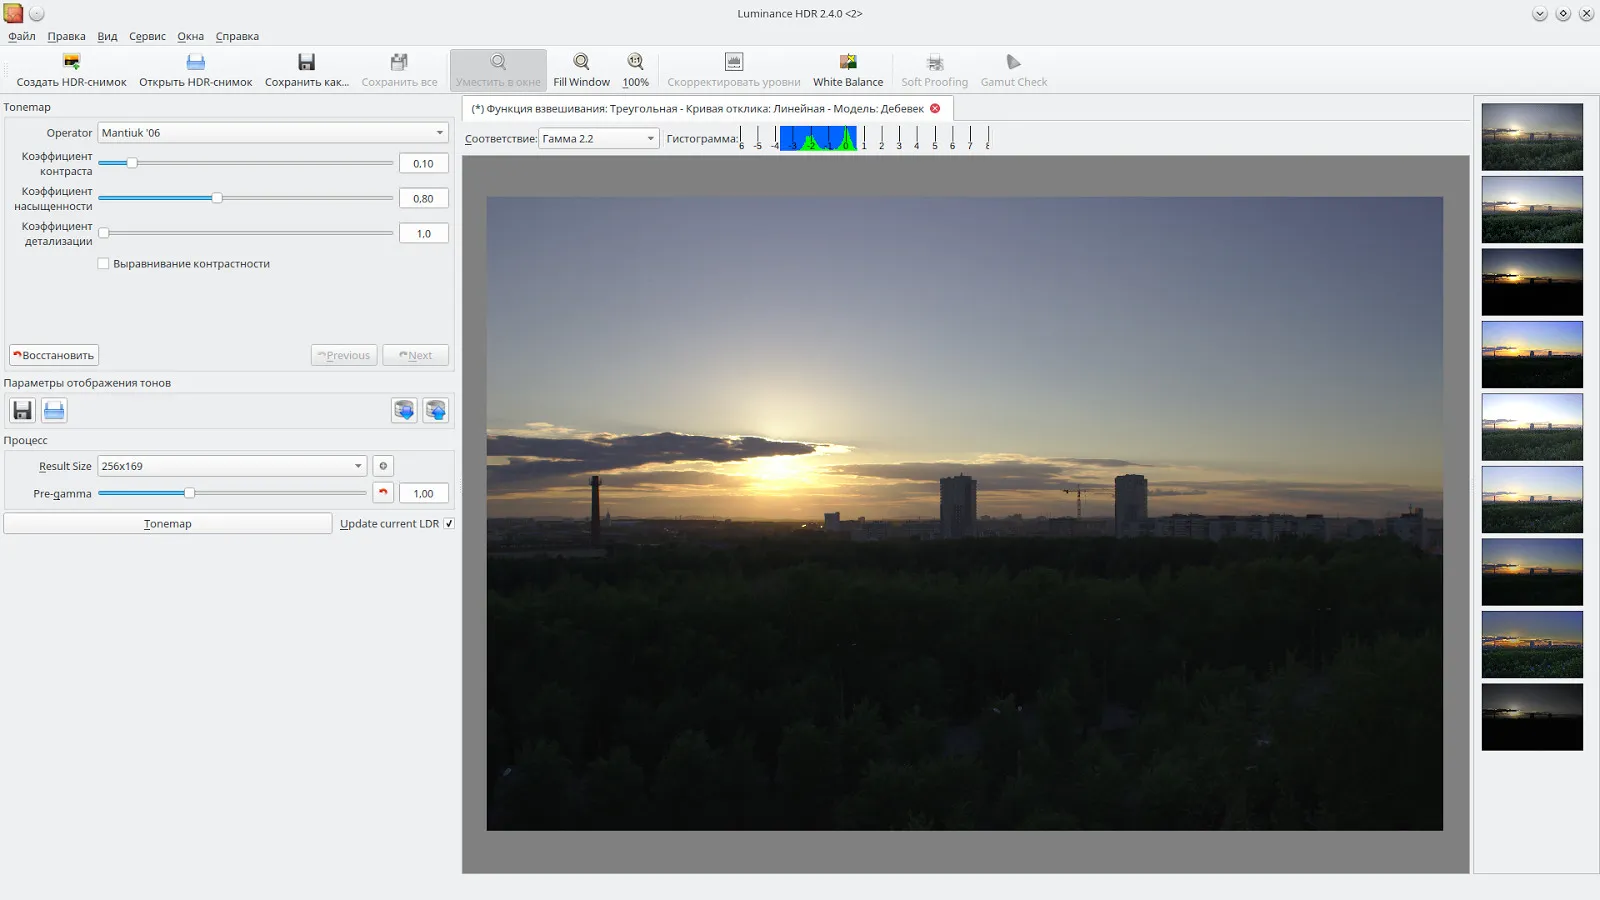 Luminance HDR 2.4.0 <2>
Файл Правка Вид Сервис Окна Справка
Создать HDR-снимок Открыть HDR-снимок Сохранить как... Сохранить все Уместить в окне Fill Window 100% Скорректировать уровни White Balance Soft Proofing Gamut Check
Tonemap
(*) Функция взвешивания: Треугольная - Кривая отклика: Линейная - Модель: Дебевек
Operator Mantiuk '06
Соответствие: Гамма 2.2 Гистограмма: 6 -5 -4 -3 -2 -1 0 1 2 3 4 5 6 7 8
Коэффициент
контраста 0,10
Коэффициент
насыщенности 0,80
Коэффициент
детализации 1,0
Выравнивание контрастности
Восстановить Previous Next
Параметры отображения тонов
Процесс
Result Size 256x169
Pre-gamma 1,00
Tonemap Update current LDR